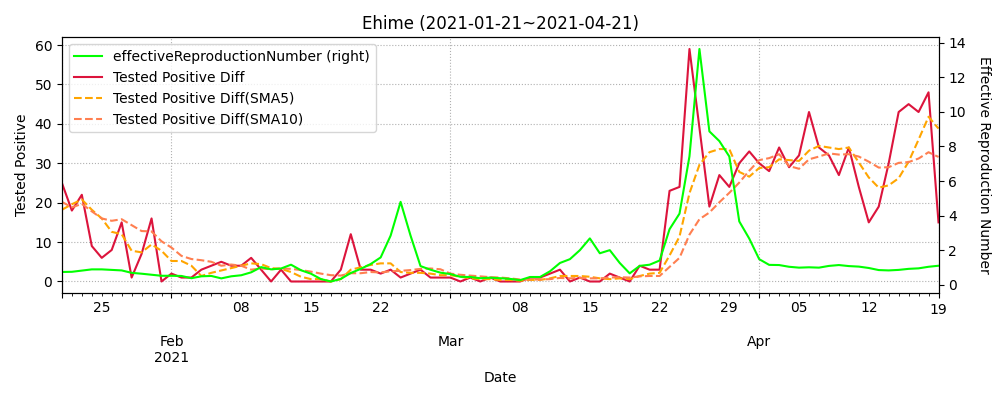 Ehime (2021-01-21~2021-04-21)
effectiveReproductionNumber (right)
Tested Positive Diff
Tested Positive Diff(SMA5)
Tested Positive Diff(SMA10)
Tested Positive
60
50
40
30
20
10
0
Effective Reproduction Number
14
12
10
8
6
4
2
0
25 08 15 22 08 15 22 29 05 12 19
Feb Mar Apr
2021
Date